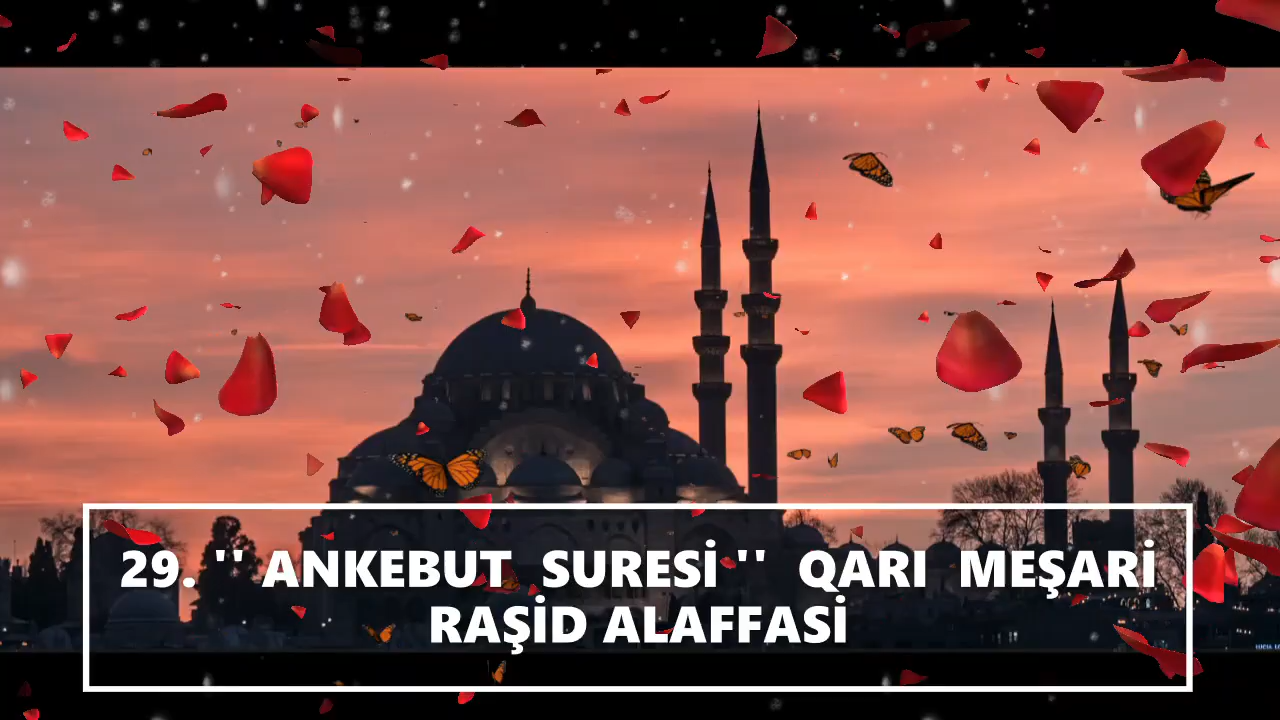 29. '' ANKEBUT SURESİ '' QARI MEŞARİ
RAŞİD ALAFFASİ